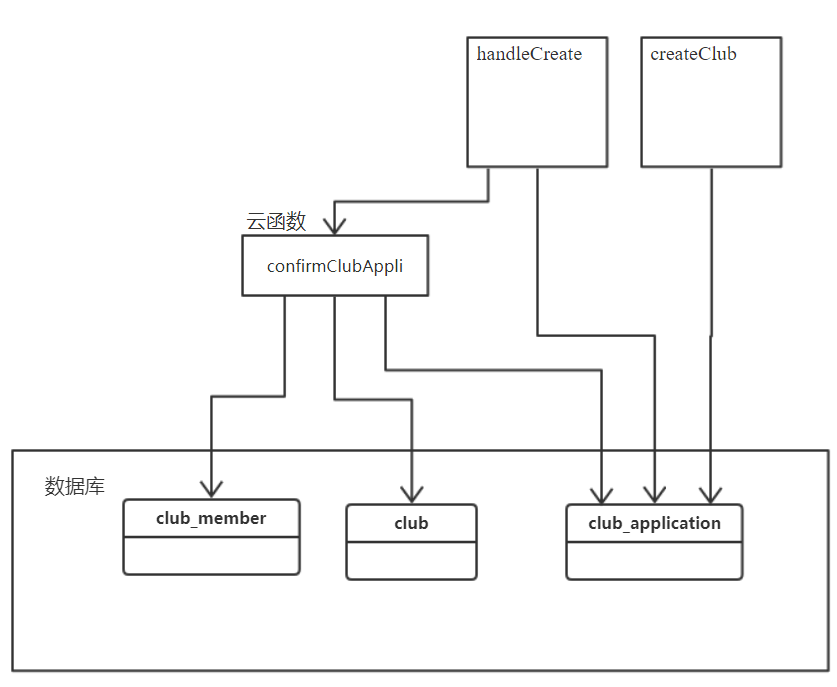 handleCreate
createClub
云函数
confirmClubAppli
数据库
club_member
club
club_application